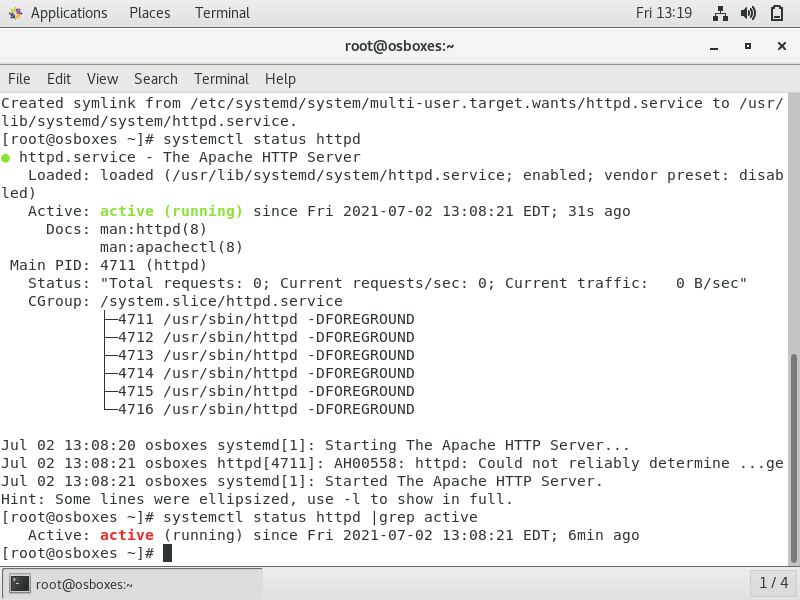 Applications Places Terminal Fri 13:19
root@osboxes:~
File Edit View Search Terminal Help
Created symlink from /etc/systemd/system/multi-user.target.wants/httpd.service to /usr/
lib/systemd/system/httpd.service.
[root@osboxes ~]# systemctl status httpd
● httpd.service - The Apache HTTP Server
   Loaded: loaded (/usr/lib/systemd/system/httpd.service; enabled; vendor preset: disab
led)
   Active: active (running) since Fri 2021-07-02 13:08:21 EDT; 31s ago
     Docs: man:httpd(8)
           man:apachectl(8)
 Main PID: 4711 (httpd)
   Status: "Total requests: 0; Current requests/sec: 0; Current traffic:   0 B/sec"
   CGroup: /system.slice/httpd.service
           ├─4711 /usr/sbin/httpd -DFOREGROUND
           ├─4712 /usr/sbin/httpd -DFOREGROUND
           ├─4713 /usr/sbin/httpd -DFOREGROUND
           ├─4714 /usr/sbin/httpd -DFOREGROUND
           ├─4715 /usr/sbin/httpd -DFOREGROUND
           └─4716 /usr/sbin/httpd -DFOREGROUND
Jul 02 13:08:20 osboxes systemd[1]: Starting The Apache HTTP Server...
Jul 02 13:08:21 osboxes httpd[4711]: AH00558: httpd: Could not reliably determine ...ge
Jul 02 13:08:21 osboxes systemd[1]: Started The Apache HTTP Server.
Hint: Some lines were ellipsized, use -l to show in full.
[root@osboxes ~]# systemctl status httpd |grep active
   Active: active (running) since Fri 2021-07-02 13:08:21 EDT; 6min ago
[root@osboxes ~]#
root@osboxes:~ 1 / 4